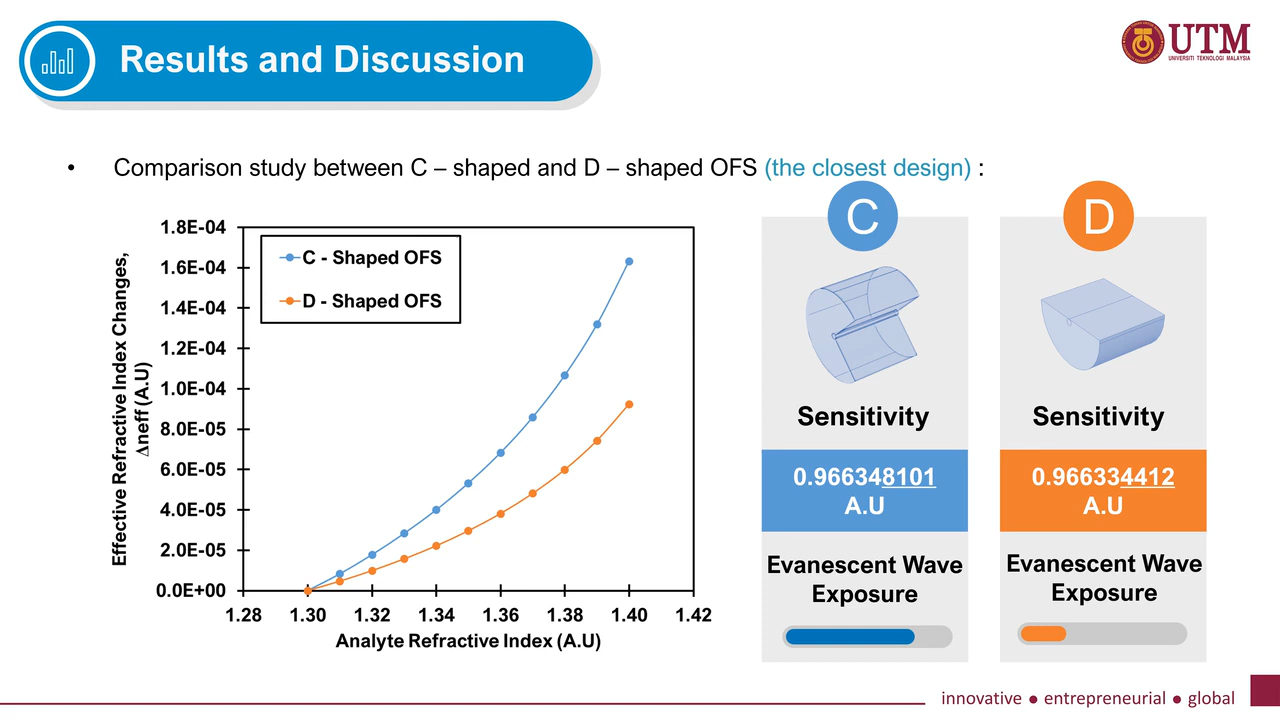 Results and Discussion
UTM
UNIVERSITI TEKNOLOGI MALAYSIA
• Comparison study between C – shaped and D – shaped OFS (the closest design) :
Effective Refractive Index Changes,
Δneff (A.U)
1.8E-04
1.6E-04
1.4E-04
1.2E-04
1.0E-04
8.0E-05
6.0E-05
4.0E-05
2.0E-05
0.0E+00
C - Shaped OFS
D - Shaped OFS
1.28 1.30 1.32 1.34 1.36 1.38 1.40 1.42
Analyte Refractive Index (A.U)
C
Sensitivity
0.966348101
A.U
Evanescent Wave
Exposure
D
Sensitivity
0.966334412
A.U
Evanescent Wave
Exposure
innovative ● entrepreneurial ● global